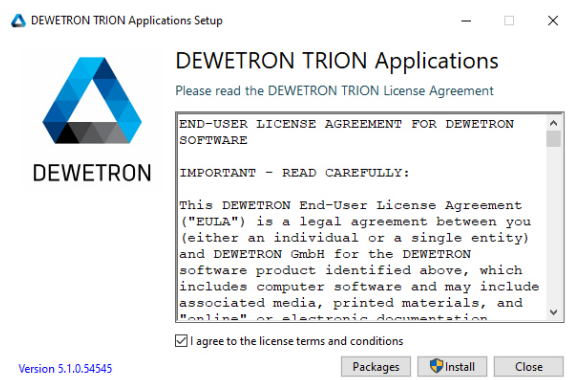 DEWETRON TRION Applications Setup
DEWETRON TRION Applications
Please read the DEWETRON TRION License Agreement
DEWETRON
END-USER LICENSE AGREEMENT FOR DEWETRON
SOFTWARE
IMPORTANT - READ CAREFULLY:
This DEWETRON End-User License Agreement
("EULA") is a legal agreement between you
(either an individual or a single entity)
and DEWETRON GmbH for the DEWETRON
software product identified above, which
includes computer software and may include
associated media, printed materials, and
"online" or electronic documentation
I agree to the license terms and conditions
Version 5.1.0.54545
Packages
Install
Close